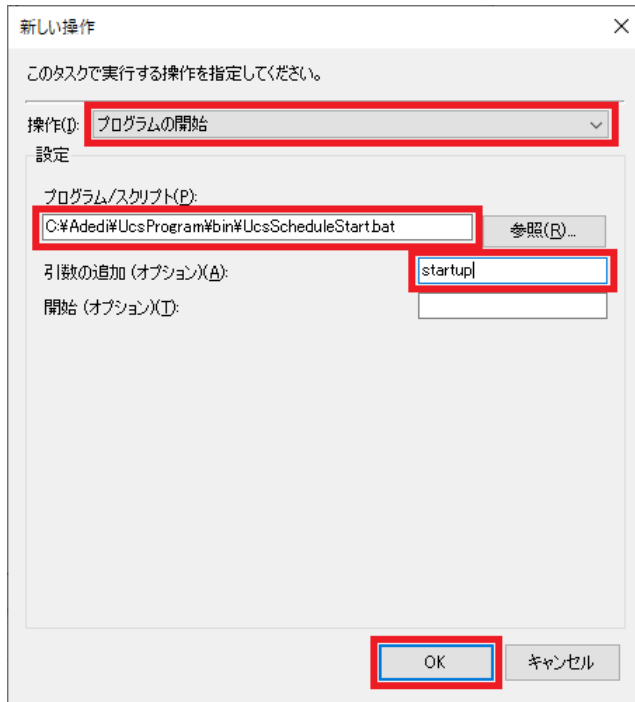 新しい操作
このタスクで実行する操作を指定してください。
操作(I): プログラムの開始
設定
プログラム/スクリプト(P):
C:¥Adedi¥UcsProgram¥bin¥UcsScheduleStart.bat 参照(R)...
引数の追加 (オプション)(A): startup
開始 (オプション)(T):
OK キャンセル